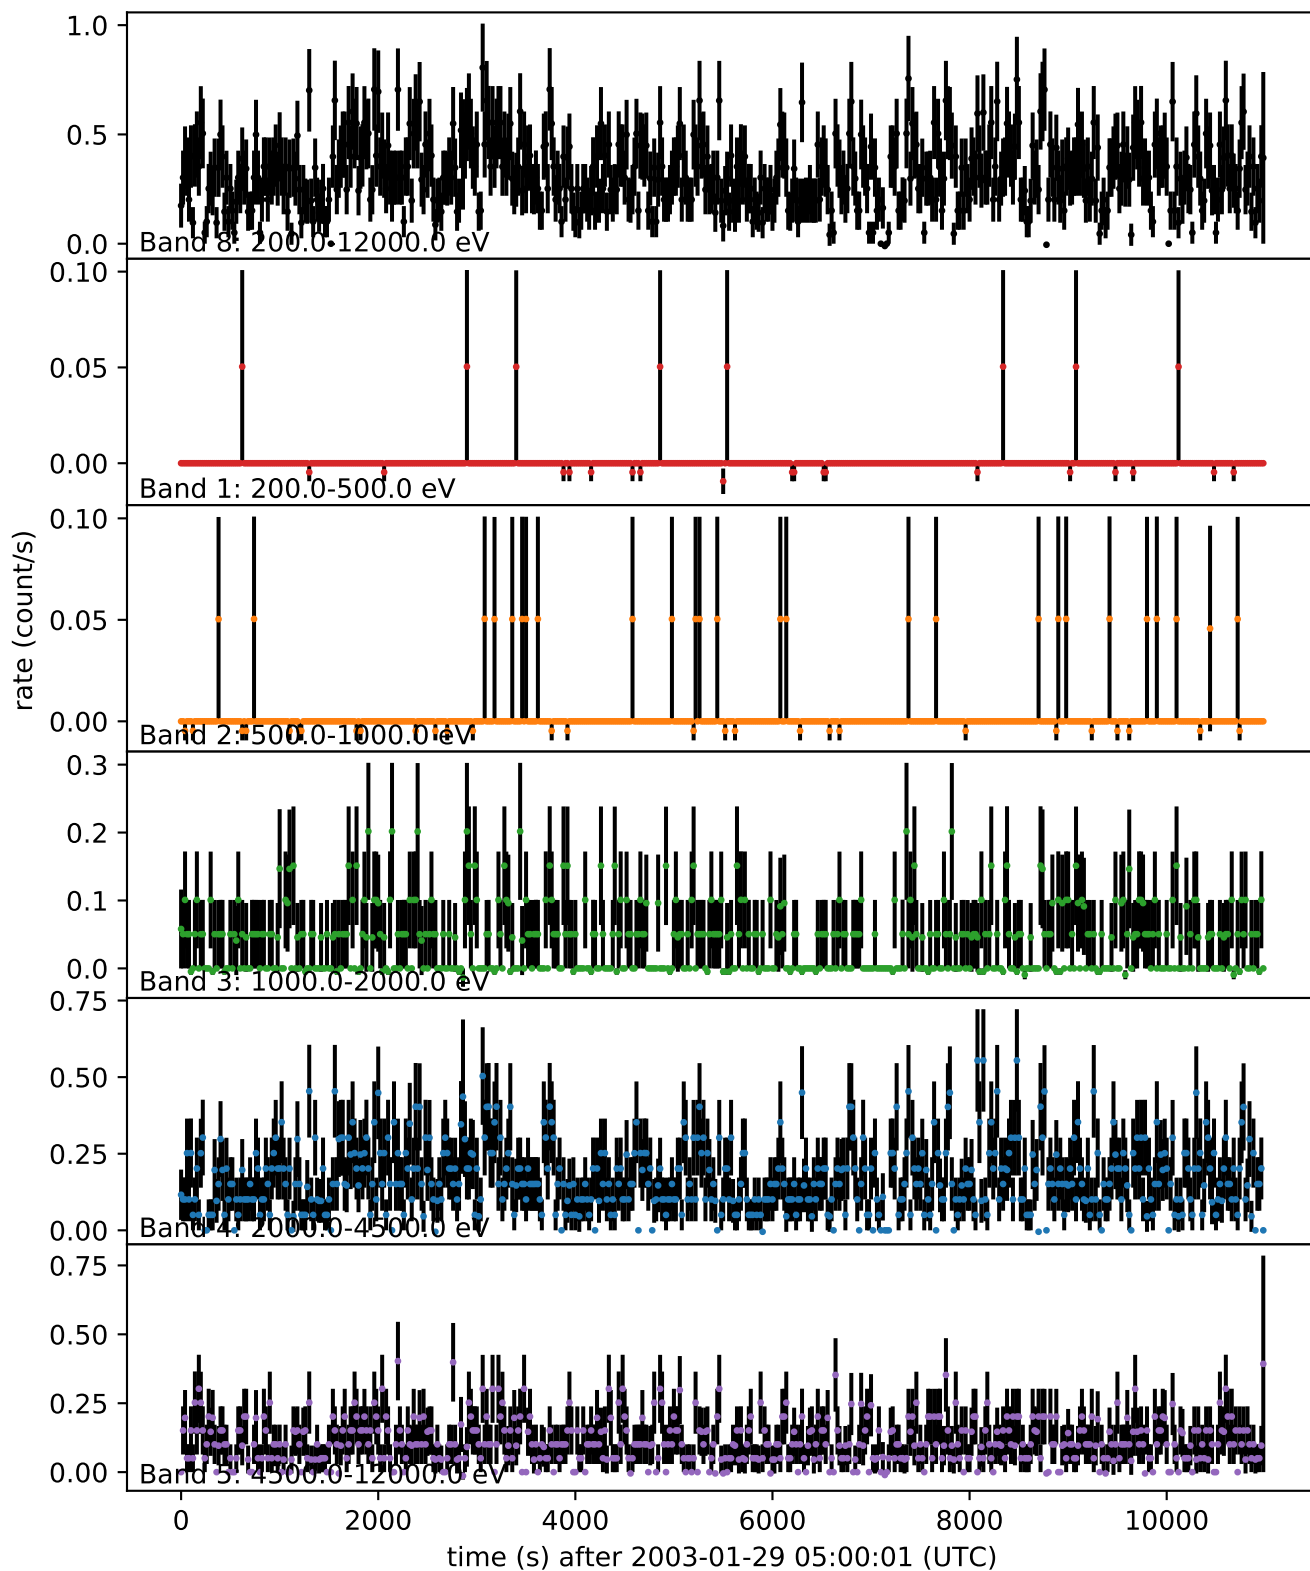 1.0
0.5
0.0
Band 8: 200.0-12000.0 eV
0.10
0.05
0.00
Band 1: 200.0-500.0 eV
0.10
0.05
0.00
Band 2: 500.0-1000.0 eV
rate (count/s)
0.3
0.2
0.1
0.0
Band 3: 1000.0-2000.0 eV
0.75
0.50
0.25
0.00
Band 4: 2000.0-4500.0 eV
0.75
0.50
0.25
0.00
Band 5: 4500.0-12000.0 eV
0 2000 4000 6000 8000 10000
time (s) after 2003-01-29 05:00:01 (UTC)